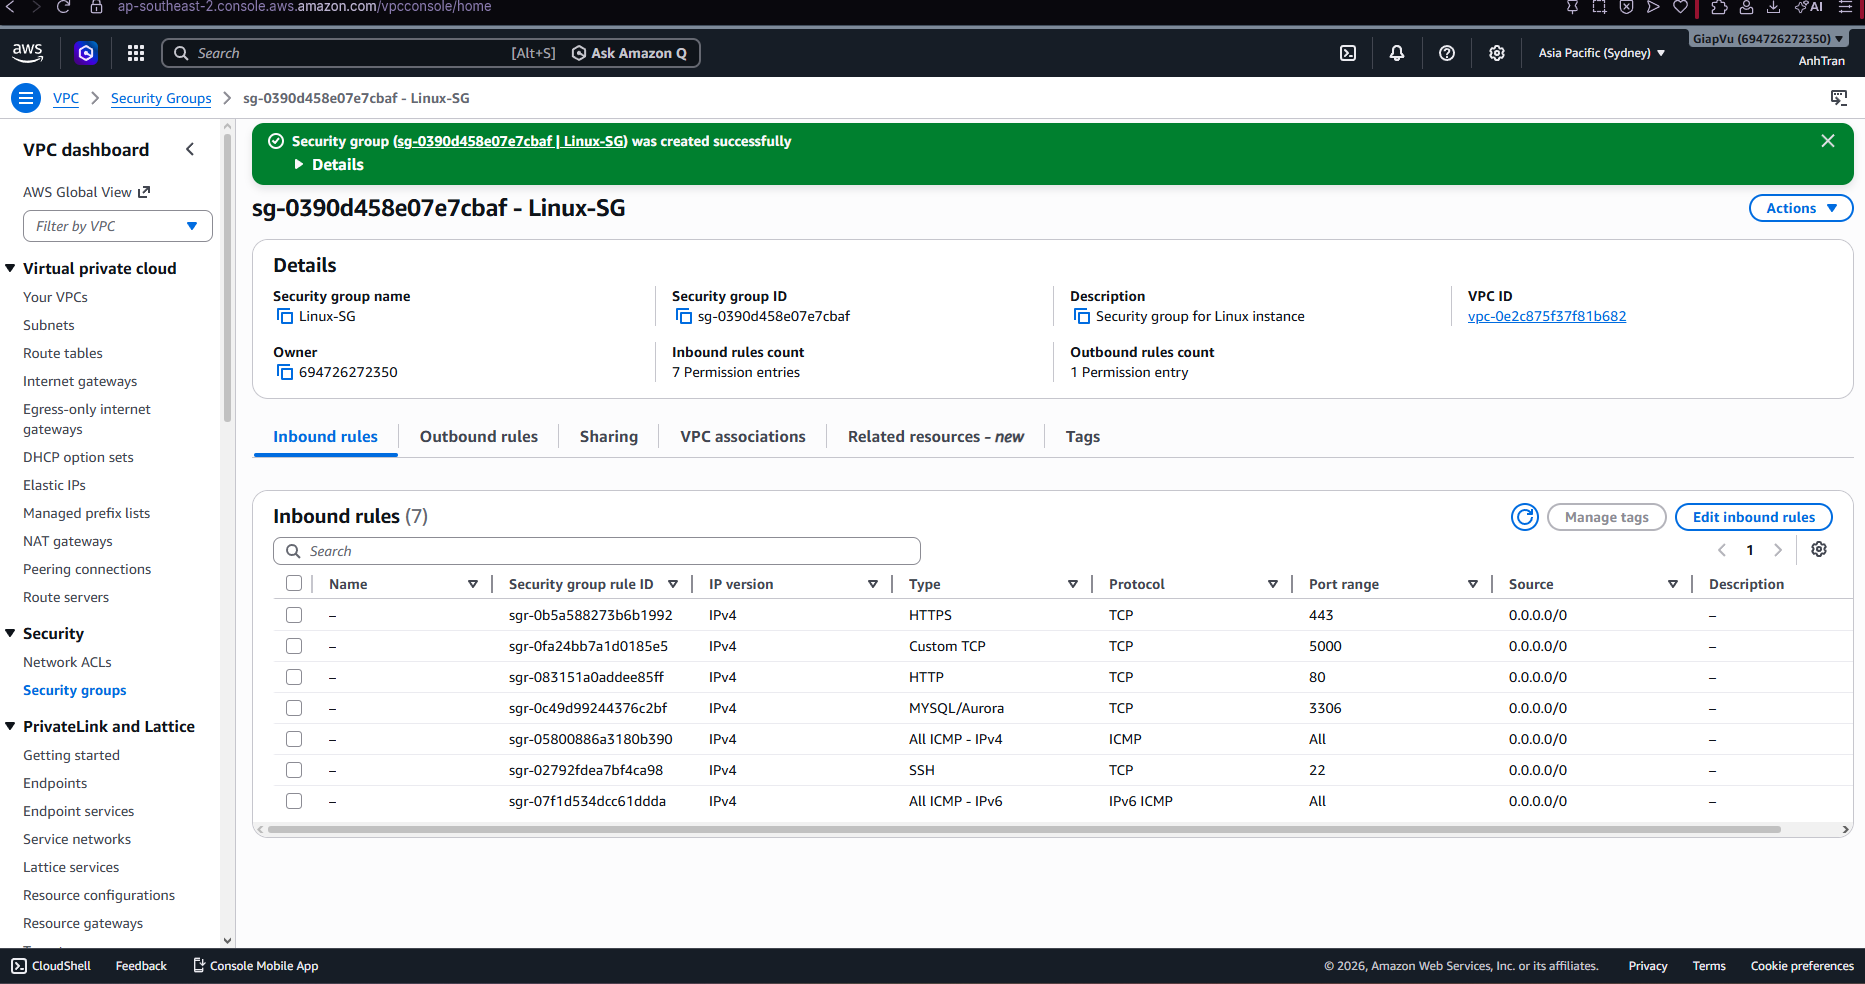 ap-southeast-2.console.aws.amazon.com/vpcconsole/home
AI
aws
Search [Alt+S] Ask Amazon Q
Asia Pacific (Sydney)
GiapVu (694726272350)
AnhTran
VPC
Security Groups
sg-0390d458e07e7cbaf - Linux-SG
VPC dashboard
AWS Global View
Filter by VPC
Virtual private cloud
Your VPCs
Subnets
Route tables
Internet gateways
Egress-only internet
gateways
DHCP option sets
Elastic IPs
Managed prefix lists
NAT gateways
Peering connections
Route servers
Security
Network ACLs
Security groups
PrivateLink and Lattice
Getting started
Endpoints
Endpoint services
Service networks
Lattice services
Resource configurations
Resource gateways
Security group (sg-0390d458e07e7cbaf | Linux-SG) was created successfully
Details
sg-0390d458e07e7cbaf - Linux-SG
Actions
Details
Security group name
Linux-SG
Security group ID
sg-0390d458e07e7cbaf
Description
Security group for Linux instance
VPC ID
vpc-0e2c875f37f81b682
Owner
694726272350
Inbound rules count
7 Permission entries
Outbound rules count
1 Permission entry
Inbound rules
Outbound rules
Sharing
VPC associations
Related resources - new
Tags
Inbound rules (7)
Manage tags
Edit inbound rules
Search
1
Name Security group rule ID IP version Type Protocol Port range Source Description
– sgr-0b5a588273b6b1992 IPv4 HTTPS TCP 443 0.0.0.0/0 –
– sgr-0fa24bb7a1d0185e5 IPv4 Custom TCP TCP 5000 0.0.0.0/0 –
– sgr-083151a0addee85ff IPv4 HTTP TCP 80 0.0.0.0/0 –
– sgr-0c49d99244376c2bf IPv4 MYSQL/Aurora TCP 3306 0.0.0.0/0 –
– sgr-05800886a3180b390 IPv4 All ICMP - IPv4 ICMP All 0.0.0.0/0 –
– sgr-02792fdea7bf4ca98 IPv4 SSH TCP 22 0.0.0.0/0 –
– sgr-07f1d534dcc61ddda IPv4 All ICMP - IPv6 IPv6 ICMP All 0.0.0.0/0 –
CloudShell
Feedback
Console Mobile App
© 2026, Amazon Web Services, Inc. or its affiliates.
Privacy
Terms
Cookie preferences